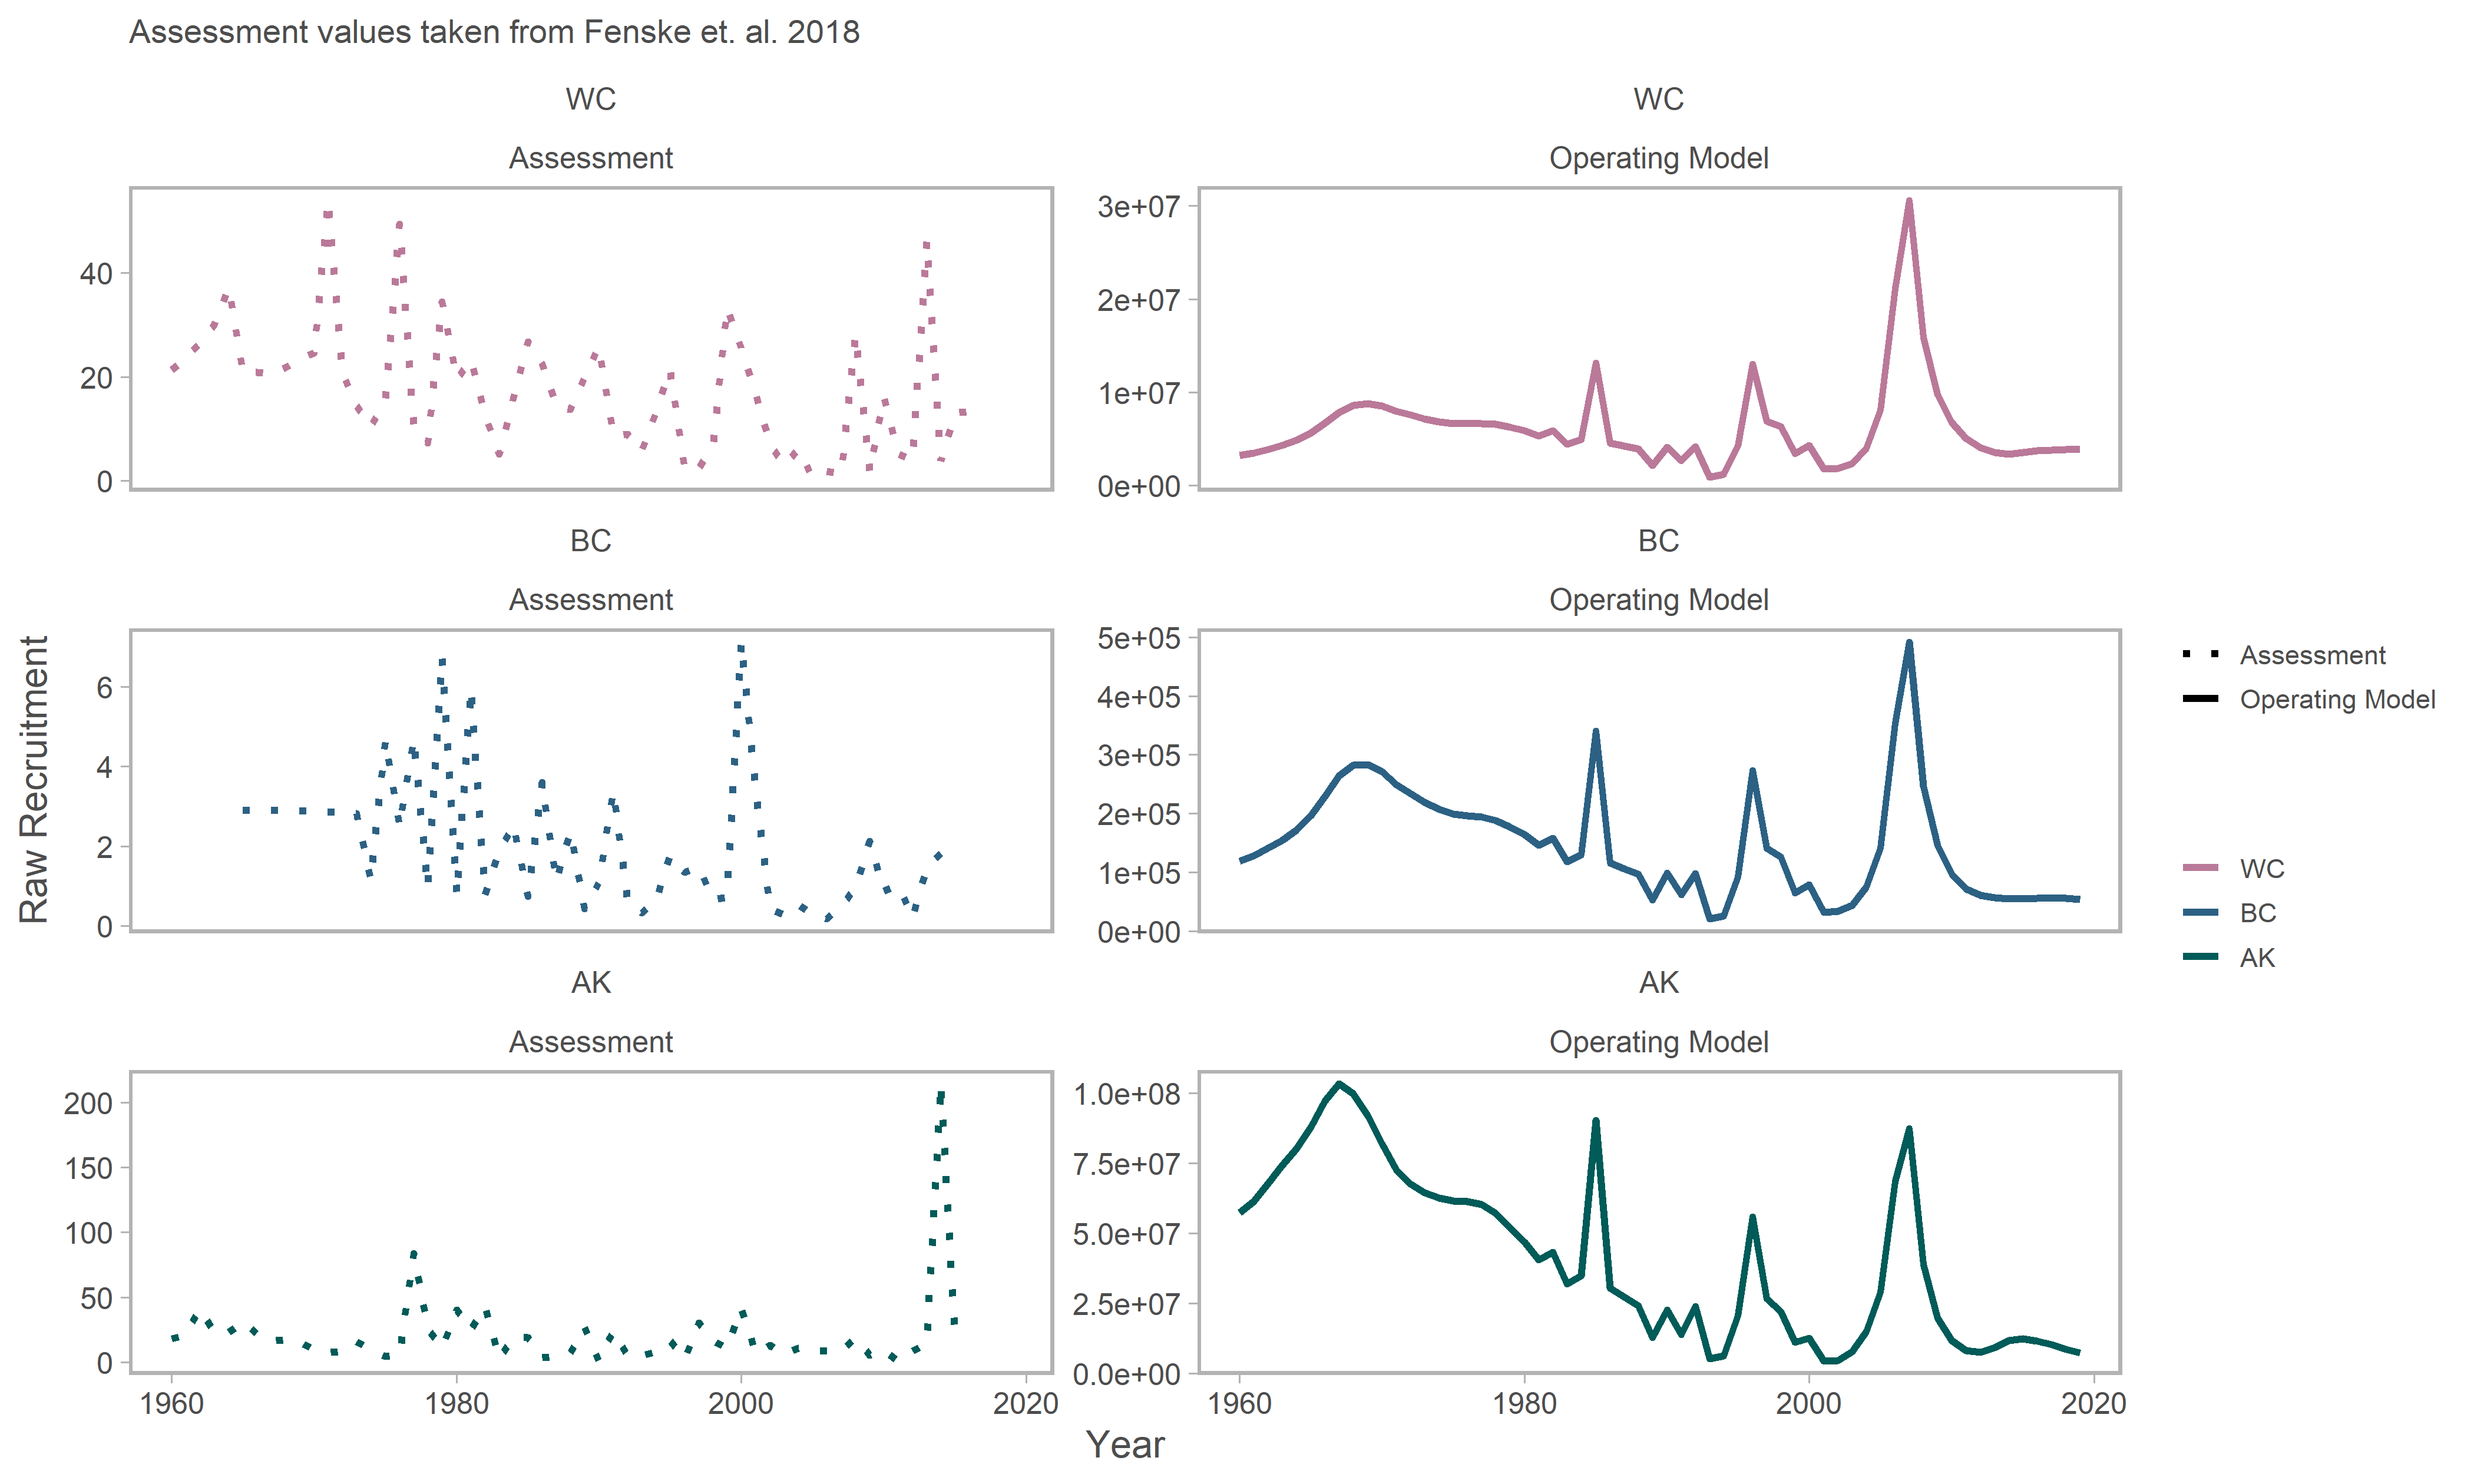 Assessment values taken from Fenske et. al. 2018
WC
Assessment
40
20
0
WC
Operating Model
3e+07
2e+07
1e+07
0e+00
BC
Assessment
6
4
2
0
BC
Operating Model
5e+05
4e+05
3e+05
2e+05
1e+05
0e+00
AK
Assessment
200
150
100
50
0
1960 1980 2000 2020
AK
Operating Model
1.0e+08
7.5e+07
5.0e+07
2.5e+07
0.0e+00
1960 1980 2000 2020
Raw Recruitment
Year
Assessment
Operating Model
WC
BC
AK